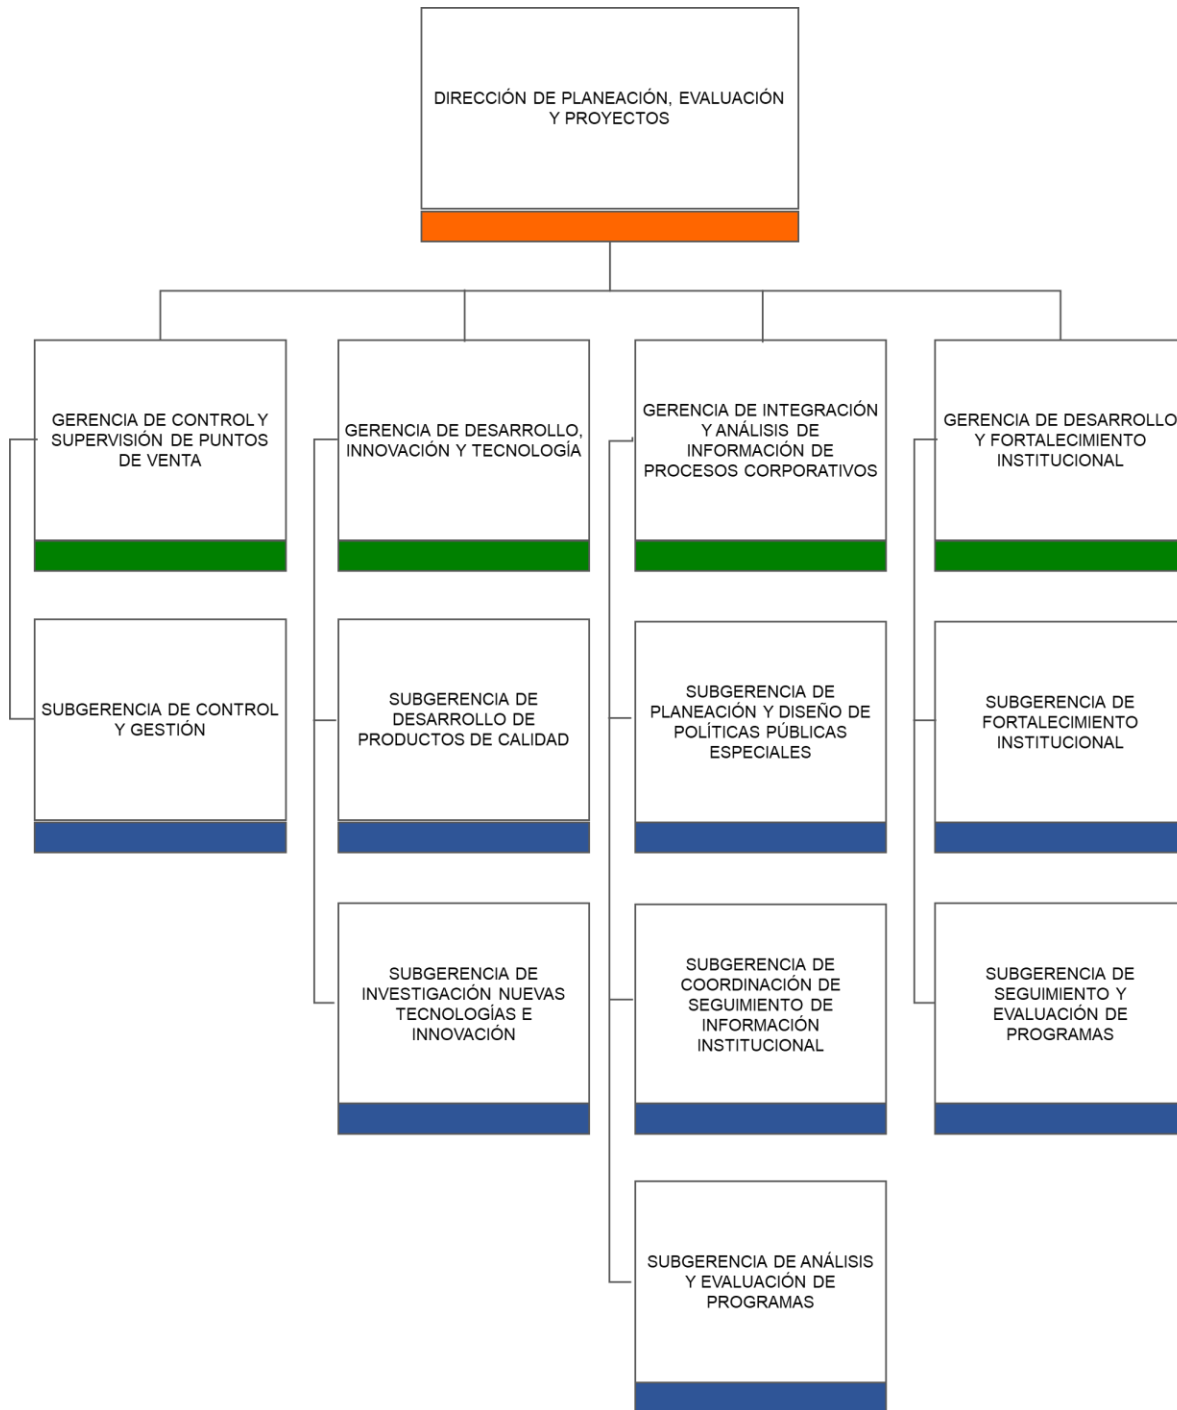 DIRECCIÓN DE PLANEACIÓN, EVALUACIÓN
Y PROYECTOS
GERENCIA DE CONTROL Y
SUPERVISIÓN DE PUNTOS
DE VENTA
GERENCIA DE DESARROLLO,
INNOVACIÓN Y TECNOLOGÍA
GERENCIA DE INTEGRACIÓN
Y ANÁLISIS DE
INFORMACIÓN DE
PROCESOS CORPORATIVOS
GERENCIA DE DESARROLLO
Y FORTALECIMIENTO
INSTITUCIONAL
SUBGERENCIA DE CONTROL
Y GESTIÓN
SUBGERENCIA DE
DESARROLLO DE
PRODUCTOS DE CALIDAD
SUBGERENCIA DE
PLANEACIÓN Y DISEÑO DE
POLÍTICAS PÚBLICAS
ESPECIALES
SUBGERENCIA DE
FORTALECIMIENTO
INSTITUCIONAL
SUBGERENCIA DE
INVESTIGACIÓN NUEVAS
TECNOLOGÍAS E
INNOVACIÓN
SUBGERENCIA DE
COORDINACIÓN DE
SEGUIMIENTO DE
INFORMACIÓN
INSTITUCIONAL
SUBGERENCIA DE
SEGUIMIENTO Y
EVALUACIÓN DE
PROGRAMAS
SUBGERENCIA DE ANÁLISIS
Y EVALUACIÓN DE
PROGRAMAS